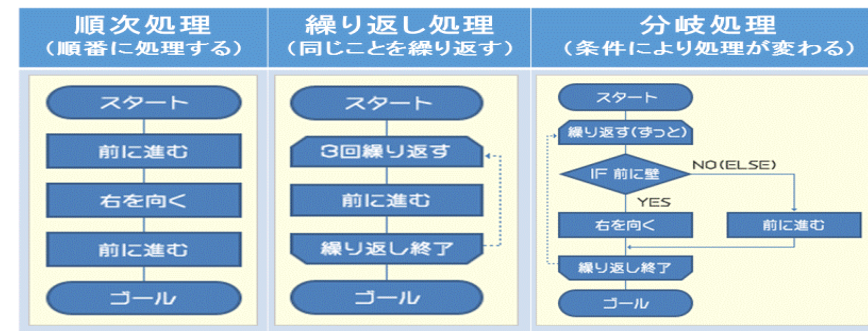 順次処理
（順番に処理する）
スタート
前に進む
右を向く
前に進む
ゴール
繰り返し処理
（同じことを繰り返す）
スタート
3回繰り返す
前に進む
繰り返し終了
ゴール
分岐処理
（条件により処理が変わる）
スタート
繰り返す(ずっと)
IF 前に壁
NO(ELSE)
YES
右を向く
前に進む
繰り返し終了
ゴール